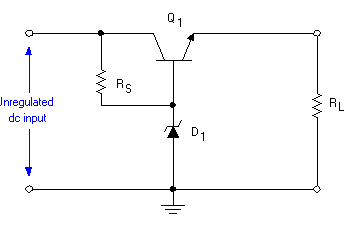 Q1
RS
Unregulated
dc input
D1
RL